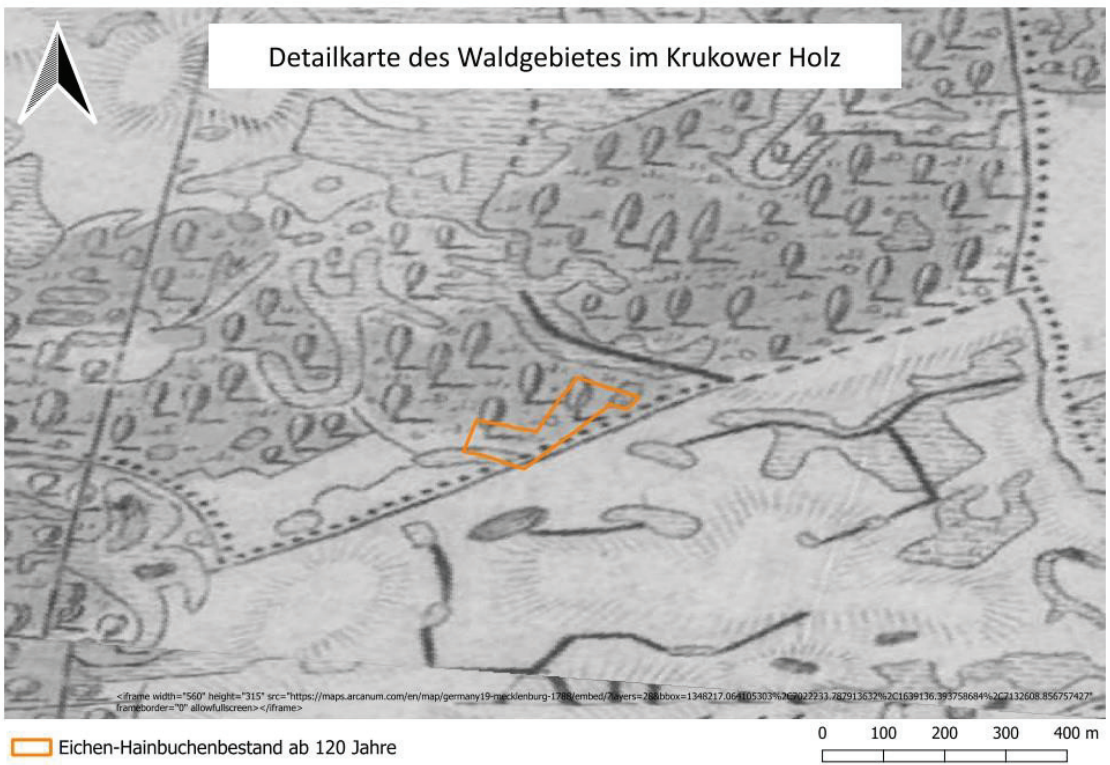 Detailkarte des Waldgebietes im Krukower Holz
<iframe width="560" height="315" src="https://maps.arcanum.com/en/map/germany19-mecklenburg-1788/embed/?layers=28&bbox=1348217.064105303%2C7022233.787913632%2C1639136.393758684%2C7132608.856757427"
frameborder="0" allowfullscreen></iframe>
Eichen-Hainbuchenbestand ab 120 Jahre
0 100 200 300 400 m